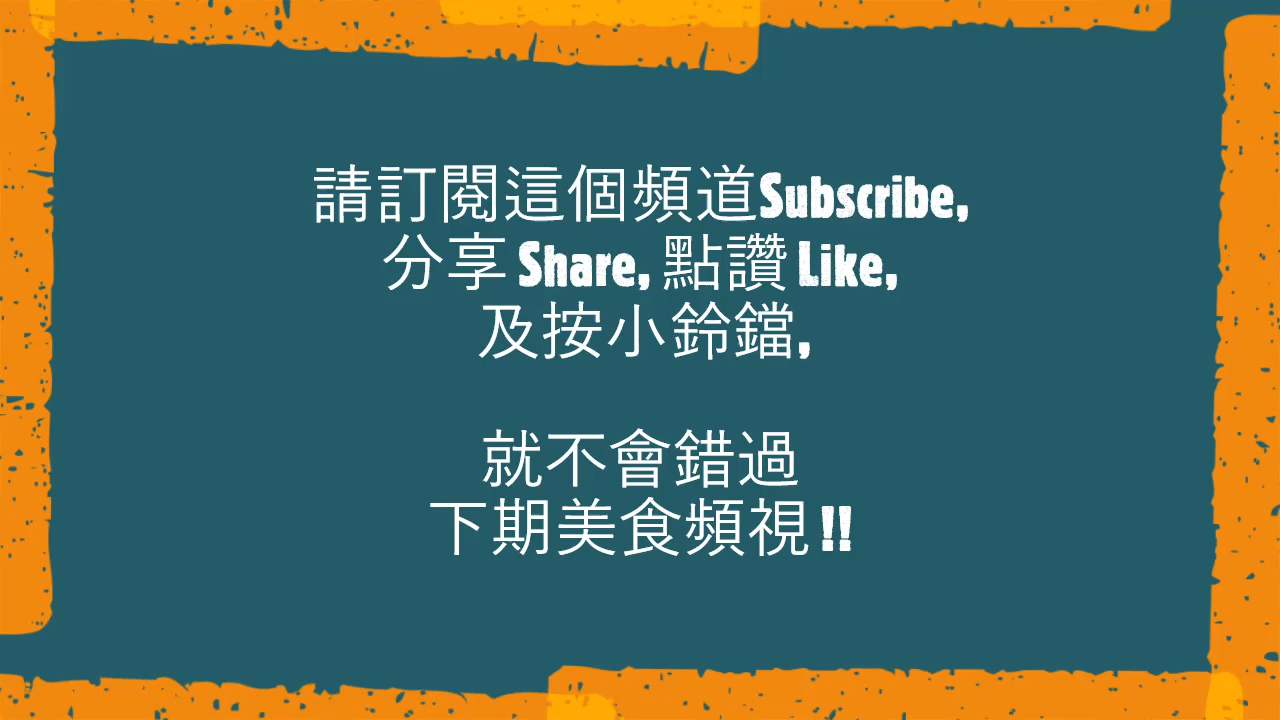 請訂閱這個頻道Subscribe,
分享 Share, 點讚 Like,
及按小鈴鐺,
就不會錯過
下期美食頻視 !!